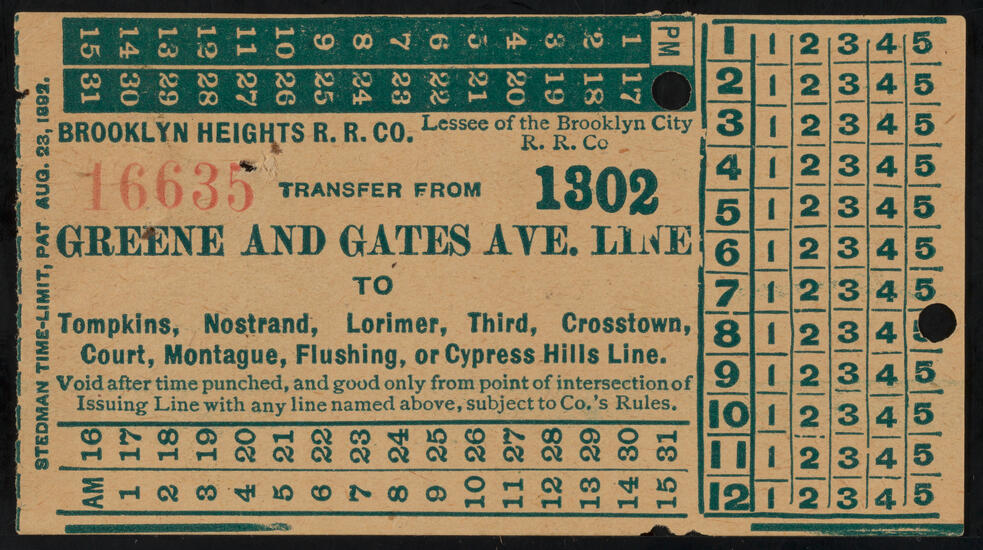 15 14 13 12 11 10 9 8 7 6 5 4 3 2 1 PM
31 30 29 28 27 26 25 24 23 22 21 20 19 18 17
STEDMAN TIME-LIMIT, PAT AUG. 23, 1892.
BROOKLYN HEIGHTS R. R. CO. Lessee of the Brooklyn City
R. R. Co
16635 TRANSFER FROM 1302
GREENE AND GATES AVE. LINE
TO
Tompkins, Nostrand, Lorimer, Third, Crosstown,
Court, Montague, Flushing, or Cypress Hills Line.
Void after time punched, and good only from point of intersection of
Issuing Line with any line named above, subject to Co.'s Rules.
16 17 18 19 20 21 22 23 24 25 26 27 28 29 30 31
AM 1 2 3 4 5 6 7 8 9 10 11 12 13 14 15
1 1 2 3 4 5
2 1 2 3 4 5
3 1 2 3 4 5
4 1 2 3 4 5
5 1 2 3 4 5
6 1 2 3 4 5
7 1 2 3 4 5
8 1 2 3 4
9 1 2 3 4 5
10 1 2 3 4 5
11 1 2 3 4 5
12 1 2 3 4 5